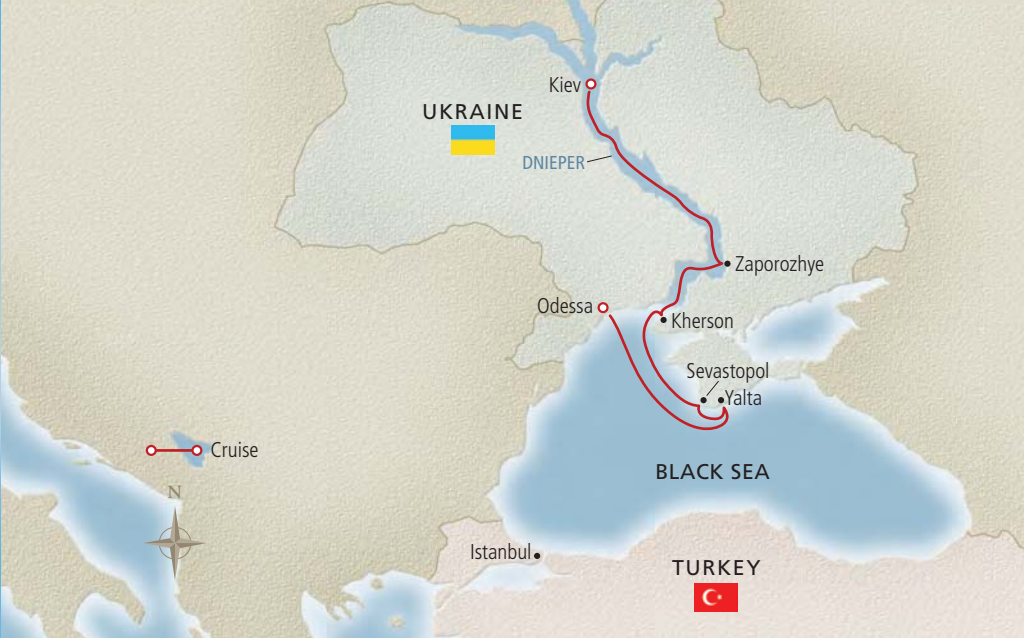 Kiev
UKRAINE
DNIEPER
Zaporozhye
Odessa
Kherson
Sevastopol
Yalta
Cruise
BLACK SEA
N
Istanbul
TURKEY